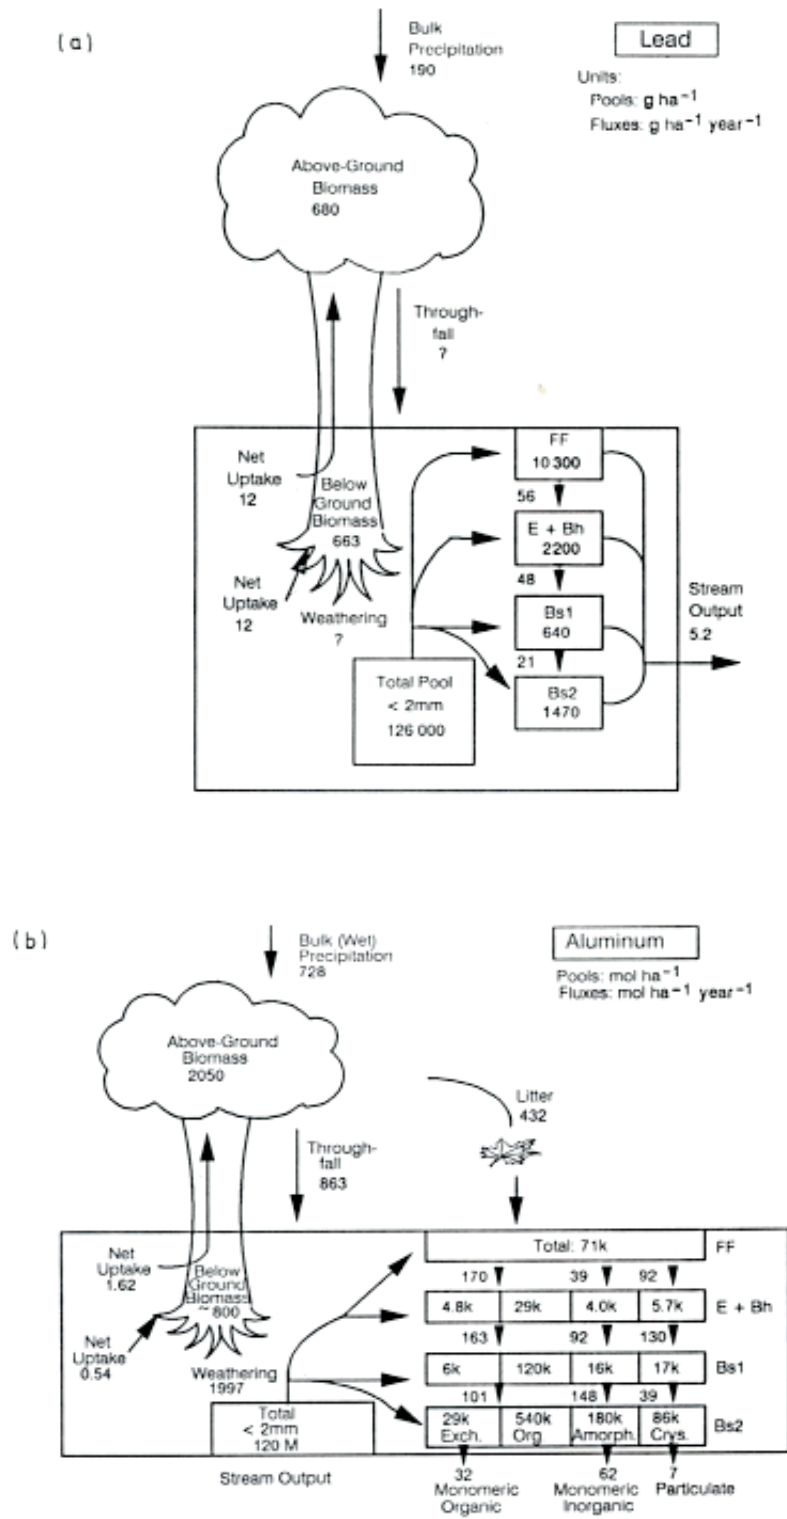 (a)
Bulk
Precipitation
190
Lead
Units:
Pools: g ha⁻¹
Fluxes: g ha⁻¹ year⁻¹
Above-Ground
Biomass
680
Through-
fall
?
Net
Uptake
12
Below
Ground
Biomass
663
Net
Uptake
12
Weathering
?
Total Pool
< 2mm
126 000
FF
10 300
56
E + Bh
2200
48
Bs1
640
21
Bs2
1470
Stream
Output
5.2
(b)
Bulk (Wet)
Precipitation
728
Aluminum
Pools: mol ha⁻¹
Fluxes: mol ha⁻¹ year⁻¹
Above-Ground
Biomass
2050
Litter
432
Through-
fall
863
Net
Uptake
1.62
Below
Ground
Biomass
~ 800
Net
Uptake
0.54
Weathering
1997
Total
< 2mm
120 M
Total: 71k FF
170 39 92
4.8k 29k 4.0k 5.7k E + Bh
163 92 130
6k 120k 16k 17k Bs1
101 148 39
29k 540k 180k 86k Bs2
Exch. Org Amorph. Crys.
Stream Output
32 62 7
Monomeric Monomeric Particulate
Organic Inorganic